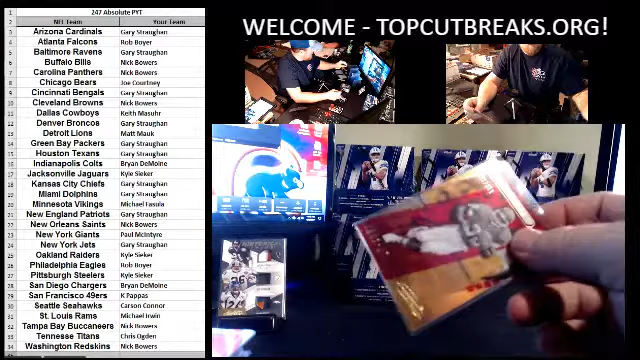 247 Absolute PYT
WELCOME - TOPCUTBREAKS.ORG!
NFL Team Your Team
Arizona Cardinals Gary Straughan
Atlanta Falcons Rob Boyer
Baltimore Ravens Gary Straughan
Buffalo Bills Nick Bowers
Carolina Panthers Nick Bowers
Chicago Bears Joe Courtney
Cincinnati Bengals Gary Straughan
Cleveland Browns Nick Bowers
Dallas Cowboys Keith Masuhr
Denver Broncos Gary Straughan
Detroit Lions Matt Mauk
Green Bay Packers Gary Straughan
Houston Texans Gary Straughan
Indianapolis Colts Bryan DeMoine
Jacksonville Jaguars Kyle Sieker
Kansas City Chiefs Gary Straughan
Miami Dolphins Gary Straughan
Minnesota Vikings Michael Fasula
New England Patriots Gary Straughan
New Orleans Saints Nick Bowers
New York Giants Paul McIntyre
New York Jets Gary Straughan
Oakland Raiders Kyle Sieker
Philadelphia Eagles Rob Boyer
Pittsburgh Steelers Kyle Sieker
San Diego Chargers Bryan DeMoine
San Francisco 49ers K Pappas
Seattle Seahawks Carson Connor
St. Louis Rams Michael Irwin
Tampa Bay Buccaneers Nick Bowers
Tennessee Titans Chris Ogden
Washington Redskins Nick Bowers